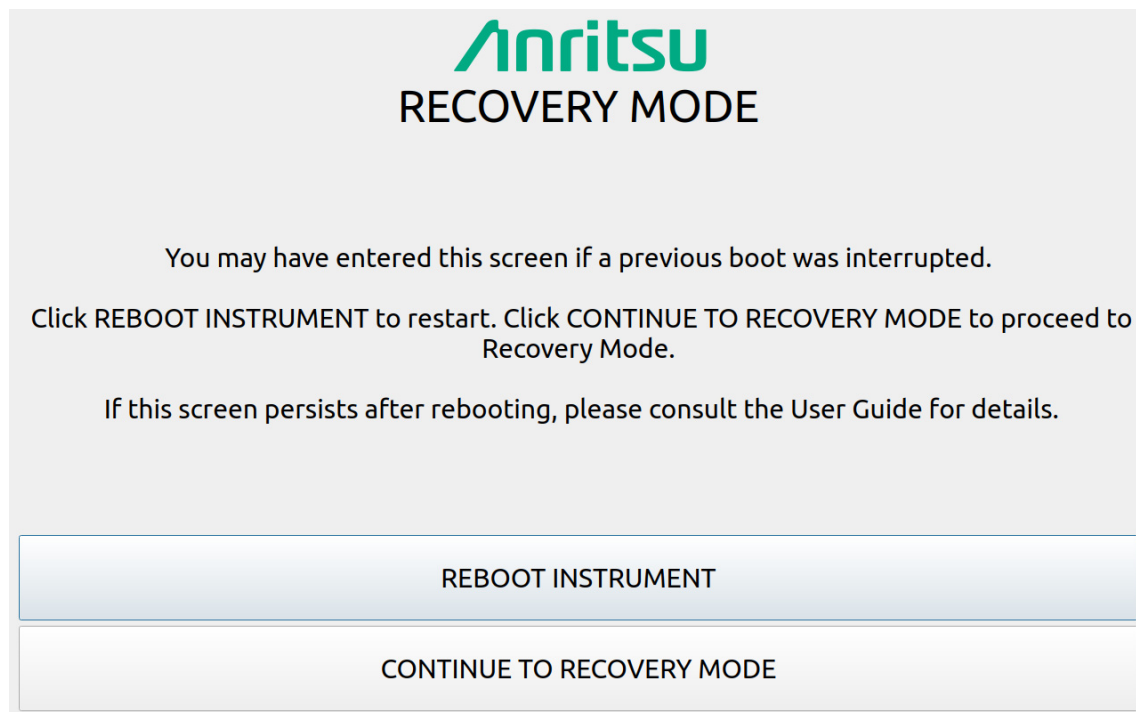 Anritsu
RECOVERY MODE
You may have entered this screen if a previous boot was interrupted.
Click REBOOT INSTRUMENT to restart. Click CONTINUE TO RECOVERY MODE to proceed to
Recovery Mode.
If this screen persists after rebooting, please consult the User Guide for details.
REBOOT INSTRUMENT
CONTINUE TO RECOVERY MODE